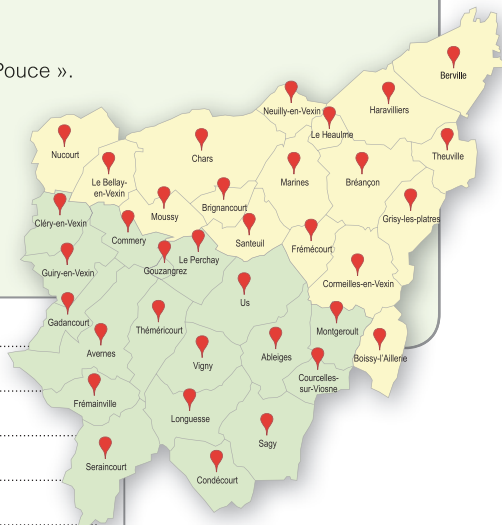 Pouce ».
Berville
Neuilly-en-Vexin
Haravilliers
Le Heaulme
Nucourt
Chars
Theuville
Le Bellay-
en-Vexin
Marines
Bréançon
Moussy
Brignancourt
Grisy-les-platres
Cléry-en-Vexin
Commery
Santeuil
Frémécourt
Le Perchay
Gouzangrez
Guiry-en-Vexin
Cormeilles-en-Vexin
Us
Gadancourt
Théméricourt
Montgeroult
Avernes
Vigny
Ableiges
Boissy-l'Aillerie
Courcelles-
sur-Viosne
Frémainville
Longuesse
Sagy
Seraincourt
Condécourt